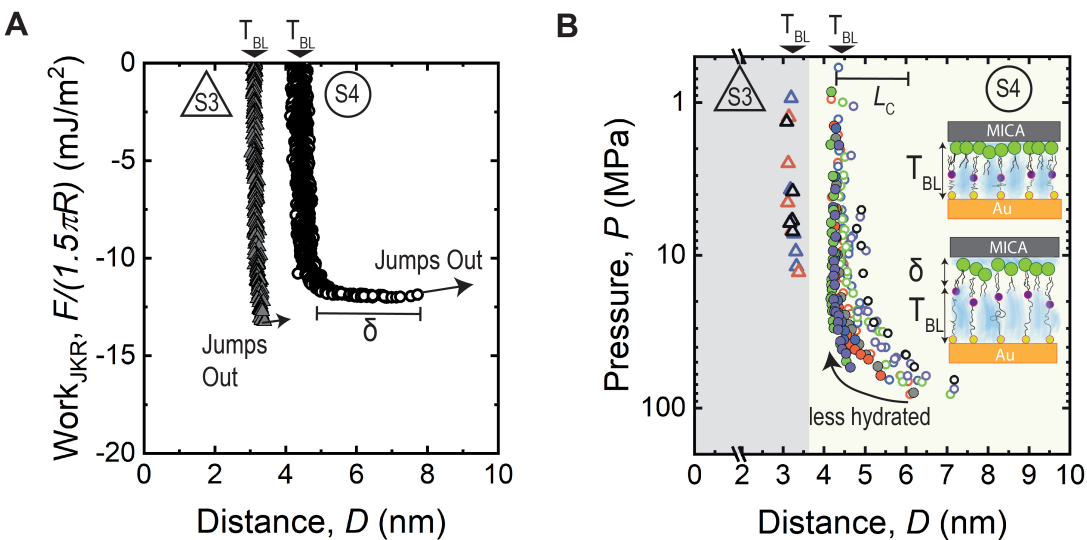 A
T_BL T_BL
S3
S4
Work_JKR, F/(1.5πR) (mJ/m²)
0
-5
-10
-15
-20
Jumps Out
δ
Jumps
Out
0 2 4 6 8 10
Distance, D (nm)
B
T_BL T_BL
S3
L_C
S4
Pressure, P (MPa)
1
10
100
MICA
T_BL
Au
MICA
δ
T_BL
Au
less hydrated
0 2 3 4 5 6 7 8 9 10
Distance, D (nm)